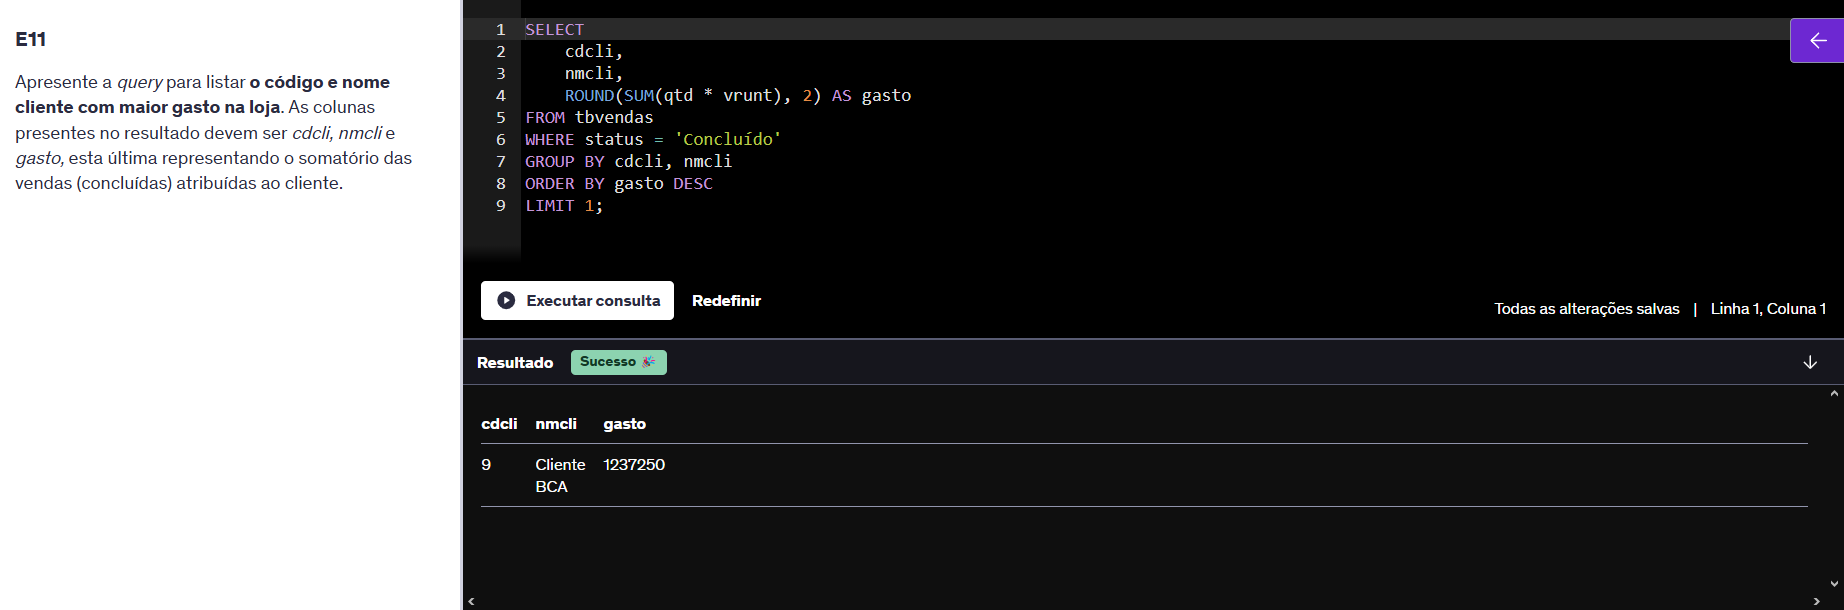 E11
Apresente a query para listar o código e nome
cliente com maior gasto na loja. As colunas
presentes no resultado devem ser cdcli, nmcli e
gasto, esta última representando o somatório das
vendas (concluídas) atribuídas ao cliente.
1 SELECT
2 cdcli,
3 nmcli,
4 ROUND(SUM(qtd * vrunt), 2) AS gasto
5 FROM tbvendas
6 WHERE status = 'Concluído'
7 GROUP BY cdcli, nmcli
8 ORDER BY gasto DESC
9 LIMIT 1;
Executar consulta Redefinir
Todas as alterações salvas | Linha 1, Coluna 1
Resultado Sucesso 🎉
cdcli nmcli gasto
9 Cliente 1237250
BCA